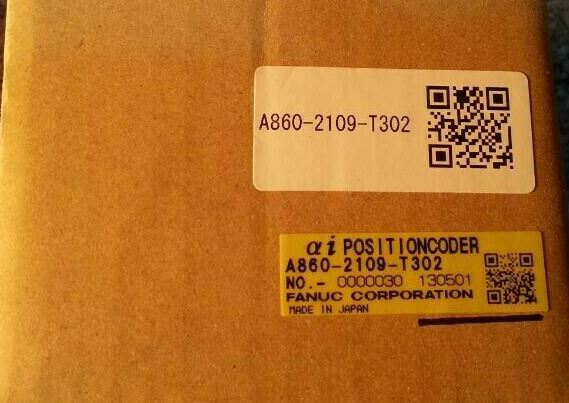 A860-2109-T302
αi POSITIONCODER
A860-2109-T302
NO.- 0000030 130501
FANUC CORPORATION
MADE IN JAPAN